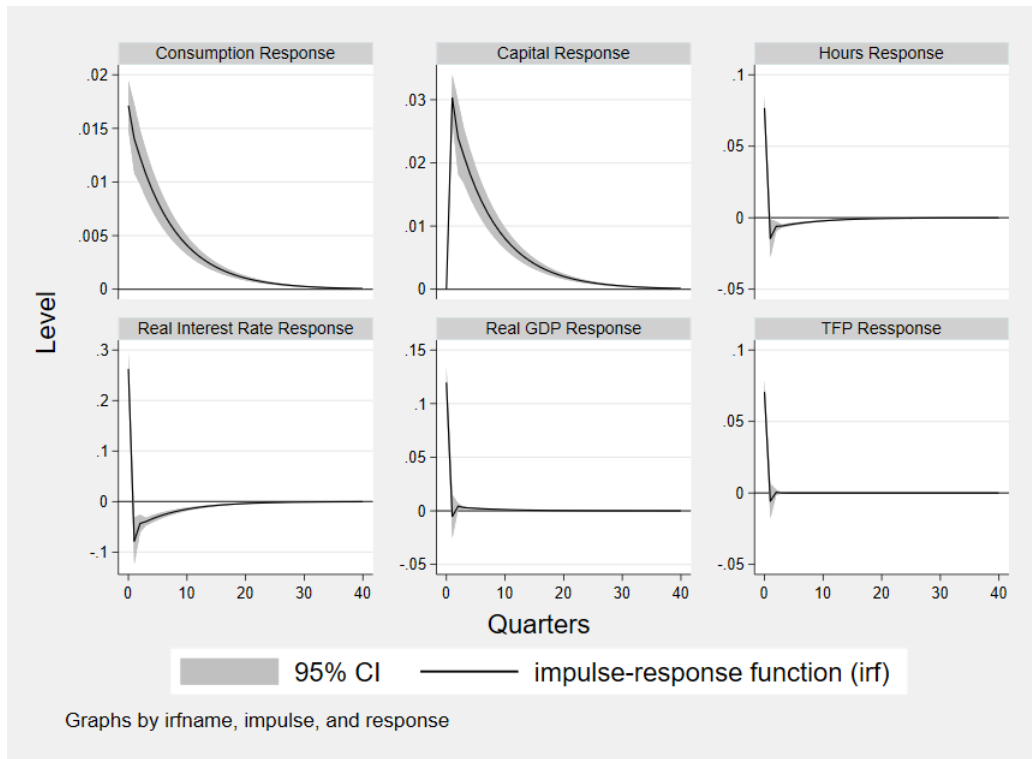 Consumption Response
Capital Response
Hours Response
.02
.015
.01
.005
0
.03
.02
.01
0
.1
.05
0
-.05
Level
Real Interest Rate Response
Real GDP Response
TFP Ressponse
.3
.2
.1
0
-.1
.15
.1
.05
0
-.05
.1
.05
0
-.05
0 10 20 30 40
0 10 20 30 40
0 10 20 30 40
Quarters
95% CI
impulse-response function (irf)
Graphs by irfname, impulse, and response